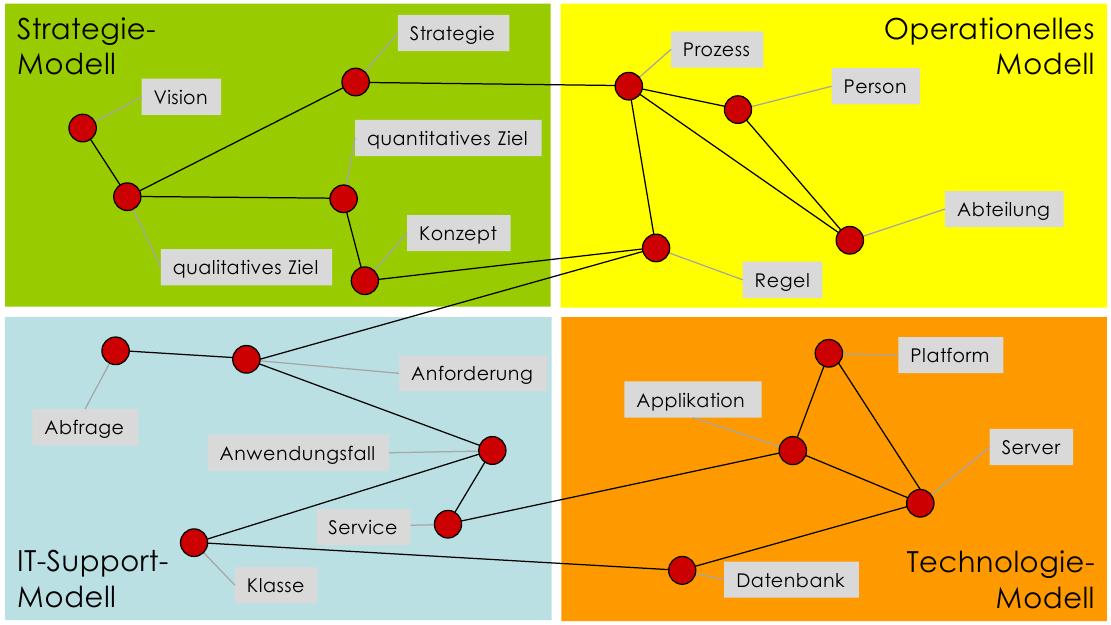 Strategie-
Modell
Strategie
Vision
quantitatives Ziel
Konzept
qualitatives Ziel
Operationelles
Modell
Prozess
Person
Abteilung
Regel
Anforderung
Abfrage
Anwendungsfall
Service
Klasse
IT-Support-
Modell
Platform
Applikation
Server
Datenbank
Technologie-
Modell